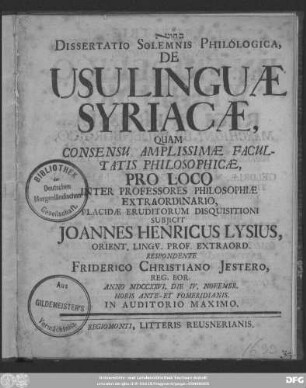 DISSERTATIO SOLEMNIS PHILOLOGICA,
DE
USU LINGUÆ
SYRIACÆ,
QUAM
CONSENSU AMPLISSIMÆ FACUL-
TATIS PHILOSOPHICÆ,
PRO LOCO
INTER PROFESSORES PHILOSOPHIÆ
EXTRAORDINARIO,
PLACIDÆ ERUDITORUM DISQUISITIONI
SUBJICIT
JOANNES HENRICUS LYSIUS,
ORIENT. LINGV. PROF. EXTRAORD.
RESPONDENTE
FRIDERICO CHRISTIANO JESTERO,
REG. BOR.
ANNO MDCCXXVI. DIE IV. NOVEMBR.
HORIS ANTE- ET POMERIDIANIS.
IN AUDITORIO MAXIMO.
REGIOMONTI, LITTERIS REUSNERIANIS.
BIBLIOTHEK
der
Deutschen
Morgenländischen
Gesellschaft.
Aus
GILDEMEISTER'S
Vermächtniss.